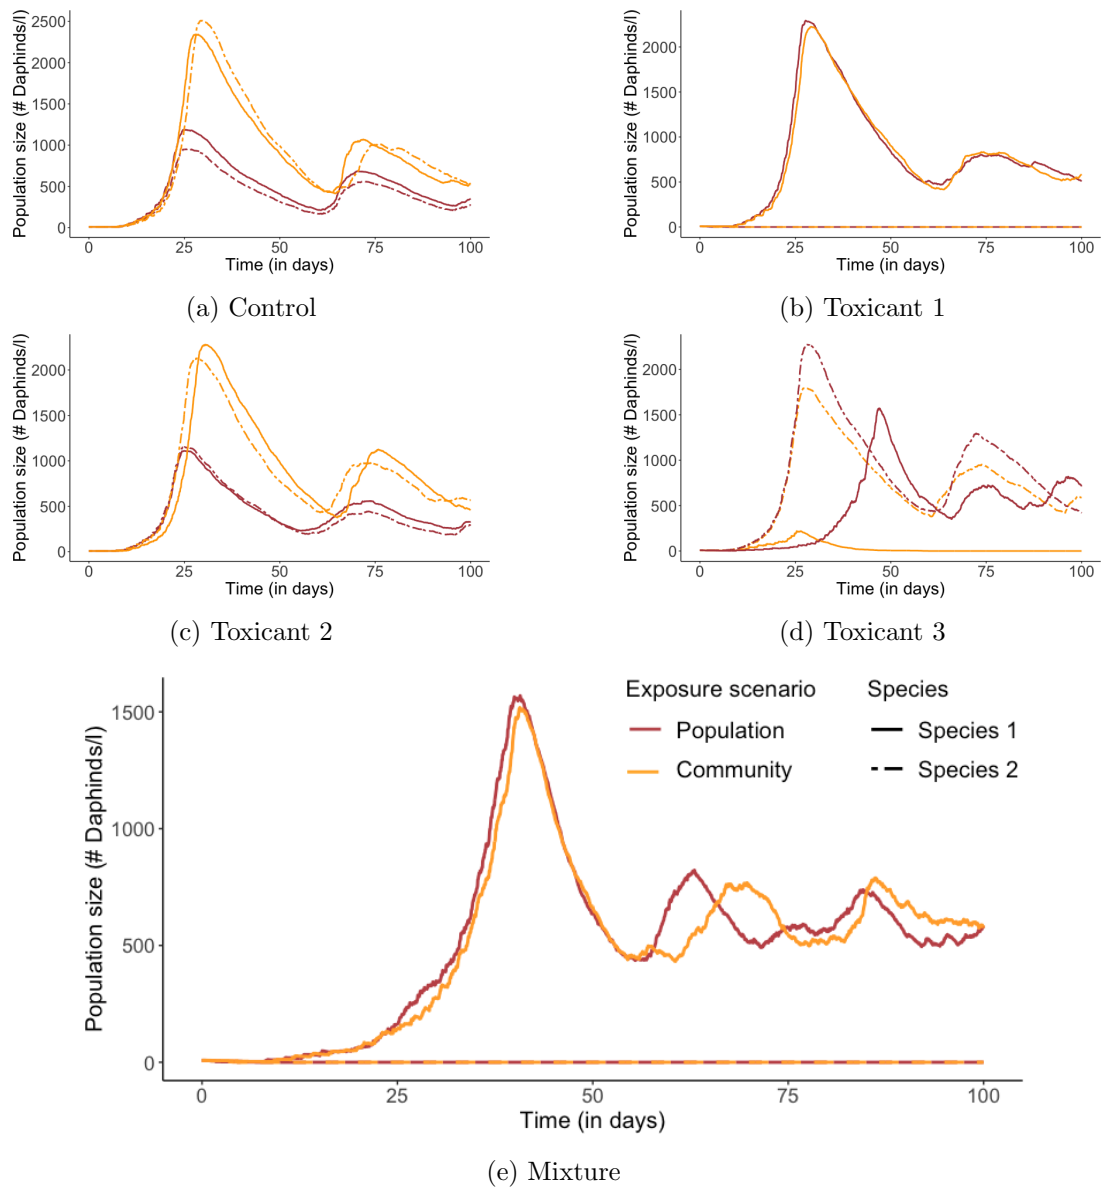 Population size (# Daphinds/l)
2500
2000
1500
1000
500
0
0 25 50 75 100
Time (in days)
(a) Control
Population size (# Daphinds/l)
2000
1500
1000
500
0
0 25 50 75 100
Time (in days)
(b) Toxicant 1
Population size (# Daphinds/l)
2000
1500
1000
500
0
0 25 50 75 100
Time (in days)
(c) Toxicant 2
Population size (# Daphinds/l)
2000
1500
1000
500
0
0 25 50 75 100
Time (in days)
(d) Toxicant 3
Population size (# Daphinds/l)
1500
1000
500
0
0 25 50 75 100
Time (in days)
Exposure scenario
Population
Community
Species
Species 1
Species 2
(e) Mixture